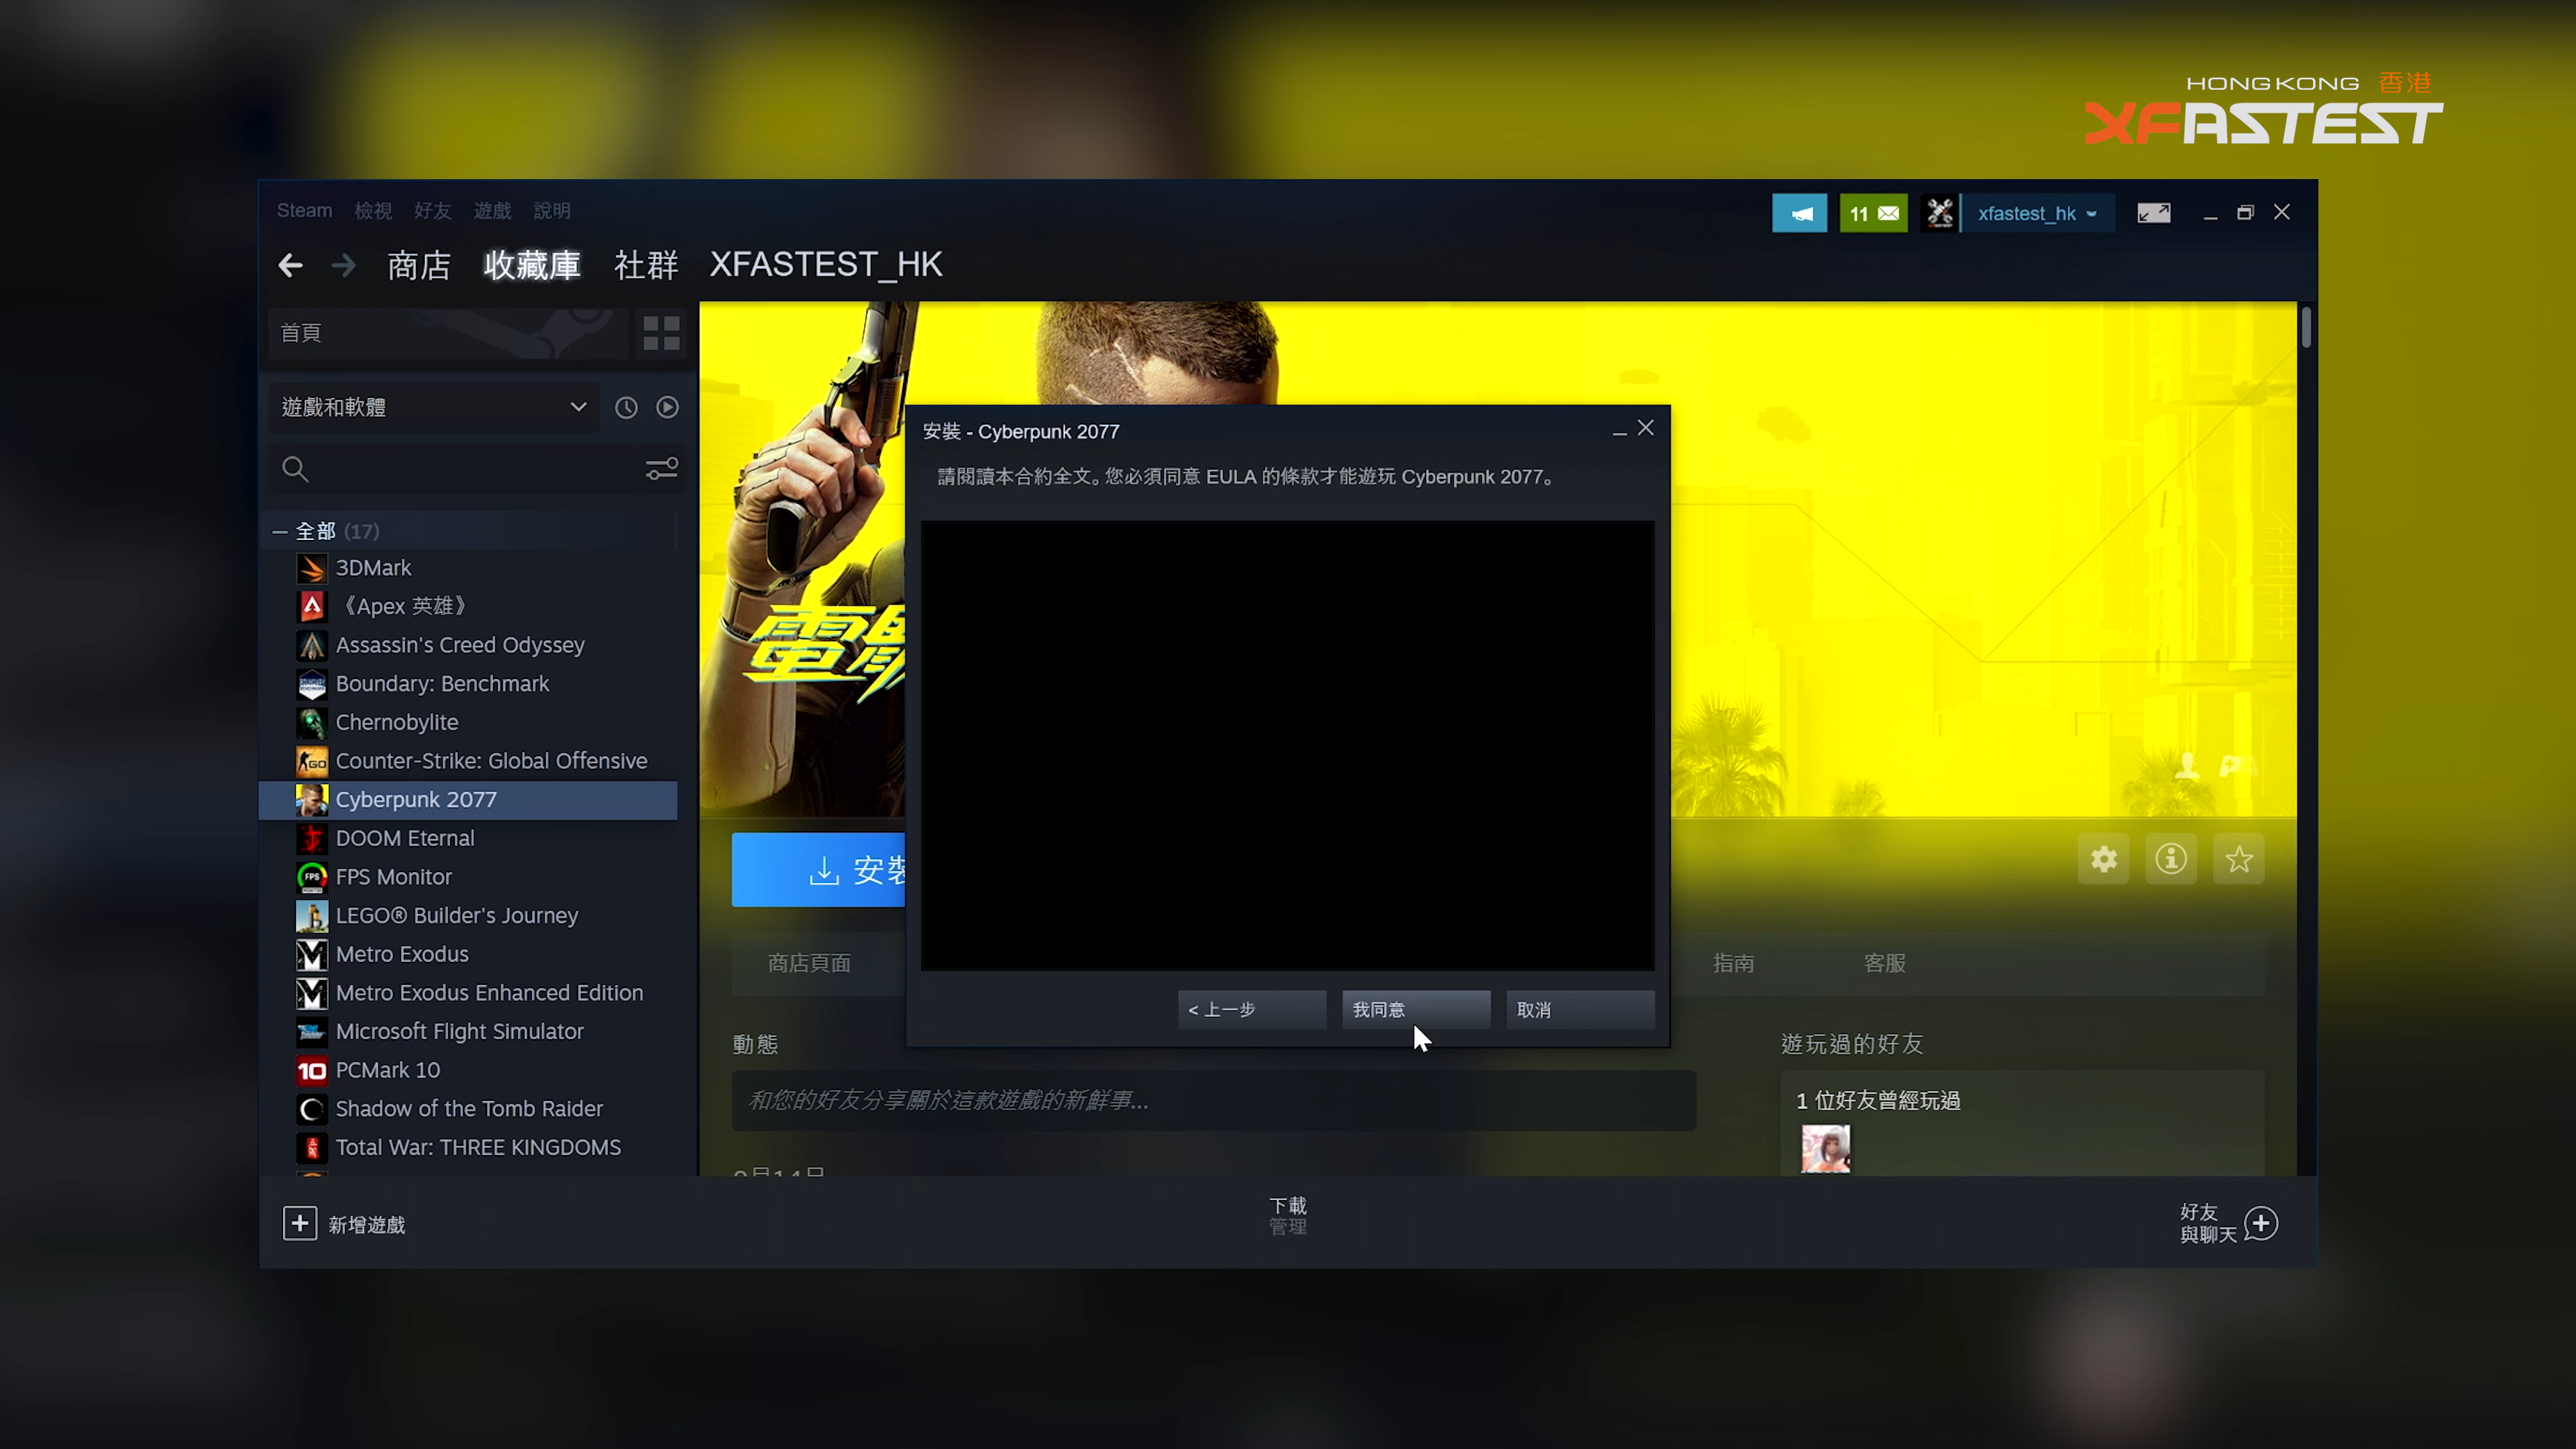 HONG KONG 香港
XFASTEST
Steam 檢視 好友 遊戲 說明
11
xfastest_hk
商店 收藏庫 社群 XFASTEST_HK
首頁
遊戲和軟體
全部 (17)
3DMark
《Apex 英雄》
Assassin's Creed Odyssey
Boundary: Benchmark
Chernobylite
Counter-Strike: Global Offensive
Cyberpunk 2077
DOOM Eternal
FPS Monitor
LEGO® Builder's Journey
Metro Exodus
Metro Exodus Enhanced Edition
Microsoft Flight Simulator
PCMark 10
Shadow of the Tomb Raider
Total War: THREE KINGDOMS
安裝 - Cyberpunk 2077
請閱讀本合約全文。您必須同意 EULA 的條款才能遊玩 Cyberpunk 2077。
< 上一步 我同意 取消
電
安裝
商店頁面 指南 客服
動態
和您的好友分享關於這款遊戲的新鮮事...
遊玩過的好友
1 位好友曾經玩過
新增遊戲
下載
管理
好友
與聊天